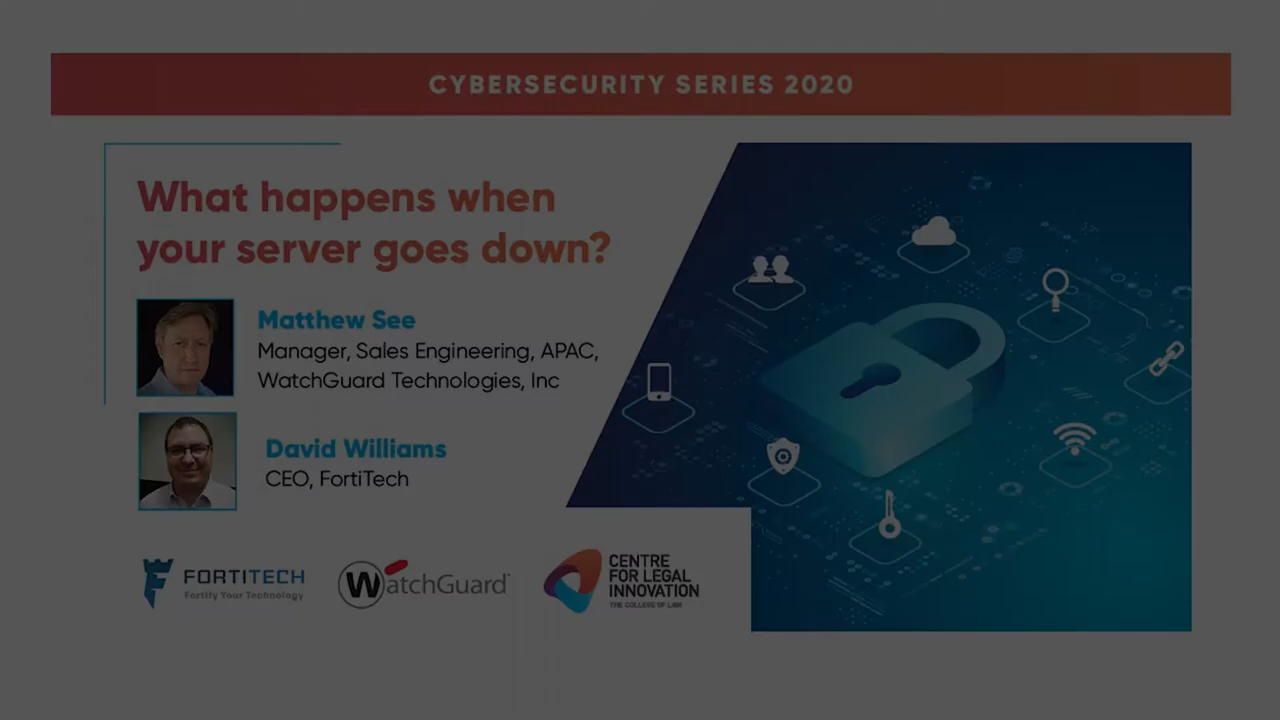 CYBERSECURITY SERIES 2020
What happens when
your server goes down?
Matthew See
Manager, Sales Engineering, APAC,
WatchGuard Technologies, Inc
David Williams
CEO, FortiTech
FORTITECH
Fortify Your Technology
WatchGuard
CENTRE
FOR LEGAL
INNOVATION
THE COLLEGE OF LAW